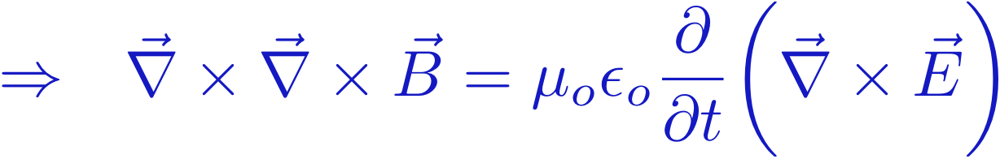 ⇒ ∇⃗ × ∇⃗ × B⃗ = μₒϵₒ ∂/∂t (∇⃗ × E⃗)